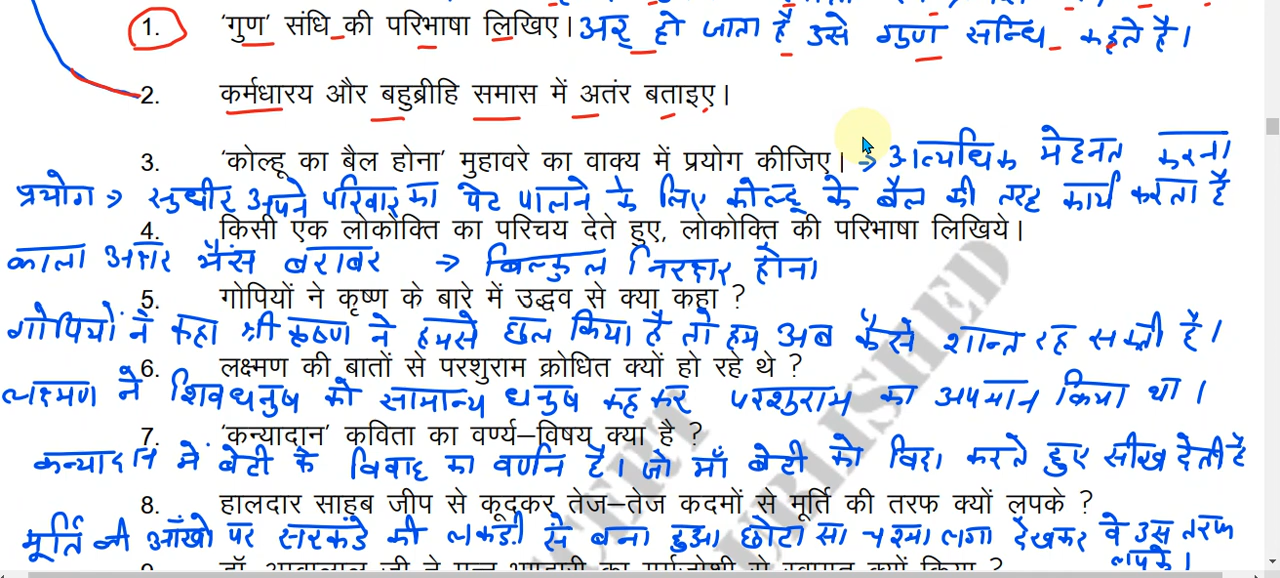 1. 'गुण' संधि की परिभाषा लिखिए। अर् हो जाता है उसे गुण सन्धि कहते है।
2. कर्मधारय और बहुब्रीहि समास में अतंर बताइए।
3. 'कोल्हू का बैल होना' मुहावरे का वाक्य में प्रयोग कीजिए। → अत्यधिक मेहनत करना
प्रयोग → सुधीर अपने परिवार का पेट पालने के लिए कोल्हू के बैल की तरह कार्य करता है
4. किसी एक लोकोक्ति का परिचय देते हुए, लोकोक्ति की परिभाषा लिखिये।
काला अक्षर भैंस बराबर → बिल्कुल निरक्षर होना
5. गोपियों ने कृष्ण के बारे में उद्धव से क्या कहा ?
गोपियों ने कहा श्री कृष्ण ने हमसे छल किया है तो हम अब कैसे शान्त रह सक्ती है।
6. लक्ष्मण की बातों से परशुराम क्रोधित क्यों हो रहे थे ?
लक्ष्मण ने शिवधनुष को सामान्य धनुष कह कर परशुराम का अपमान किया था।
7. 'कन्यादान' कविता का वर्ण्य–विषय क्या है ?
कन्यादान में बेटी के विवाह का वर्णन है। जो माँ बेटी को विदा करते हुए सीख देती है
8. हालदार साहब जीप से कूदकर तेज–तेज कदमों से मूर्ति की तरफ क्यों लपके ?
मूर्ति की आँखो पर सरकंडे की लकडी से बना हुआ छोटा सा चश्मा लगा देखकर वे उस तरफ
लपके।